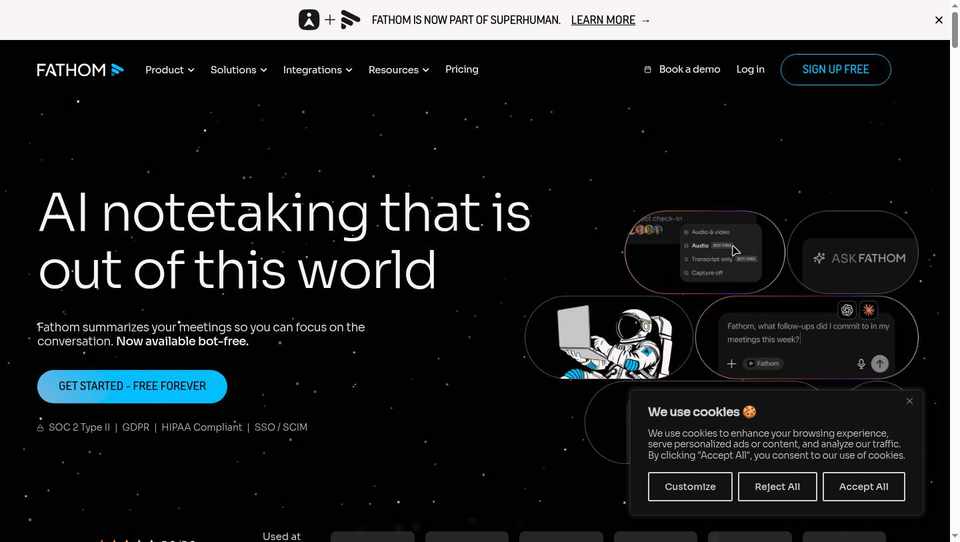 + FATHOM IS NOW PART OF SUPERHUMAN. LEARN MORE →
FATHOM Product Solutions Integrations Resources Pricing Book a demo Log in SIGN UP FREE
AI notetaking that is
out of this world
Fathom summarizes your meetings so you can focus on the
conversation. Now available bot-free.
GET STARTED - FREE FOREVER
SOC 2 Type II | GDPR | HIPAA Compliant | SSO / SCIM
check-in
Audio & video
Audio
Transcript only
Capture off
ASK FATHOM
Fathom, what follow-ups did I commit to in my
meetings this week?
+ Fathom
We use cookies 🍪
We use cookies to enhance your browsing experience,
serve personalized ads or content, and analyze our traffic.
By clicking "Accept All", you consent to our use of cookies.
Customize Reject All Accept All
Used at